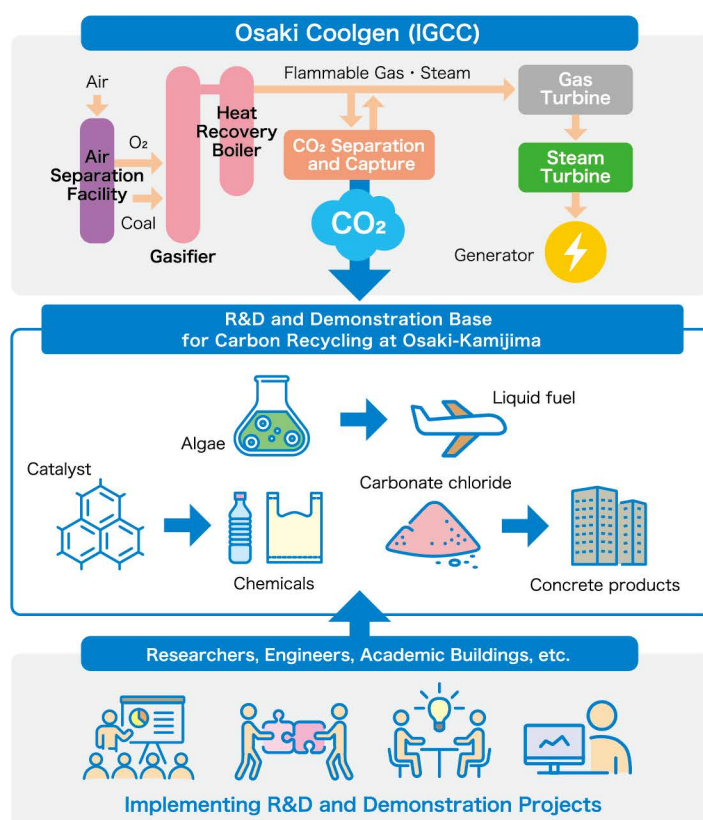 Osaki Coolgen (IGCC)
Air
Flammable Gas・Steam
Gas
Turbine
Heat
Recovery
Boiler
O₂
Air
Separation
Facility
CO₂ Separation
and Capture
Steam
Turbine
Coal
CO₂
Gasifier
Generator
R&D and Demonstration Base
for Carbon Recycling at Osaki-Kamijima
Liquid fuel
Algae
Catalyst
Carbonate chloride
Chemicals
Concrete products
Researchers, Engineers, Academic Buildings, etc.
Implementing R&D and Demonstration Projects